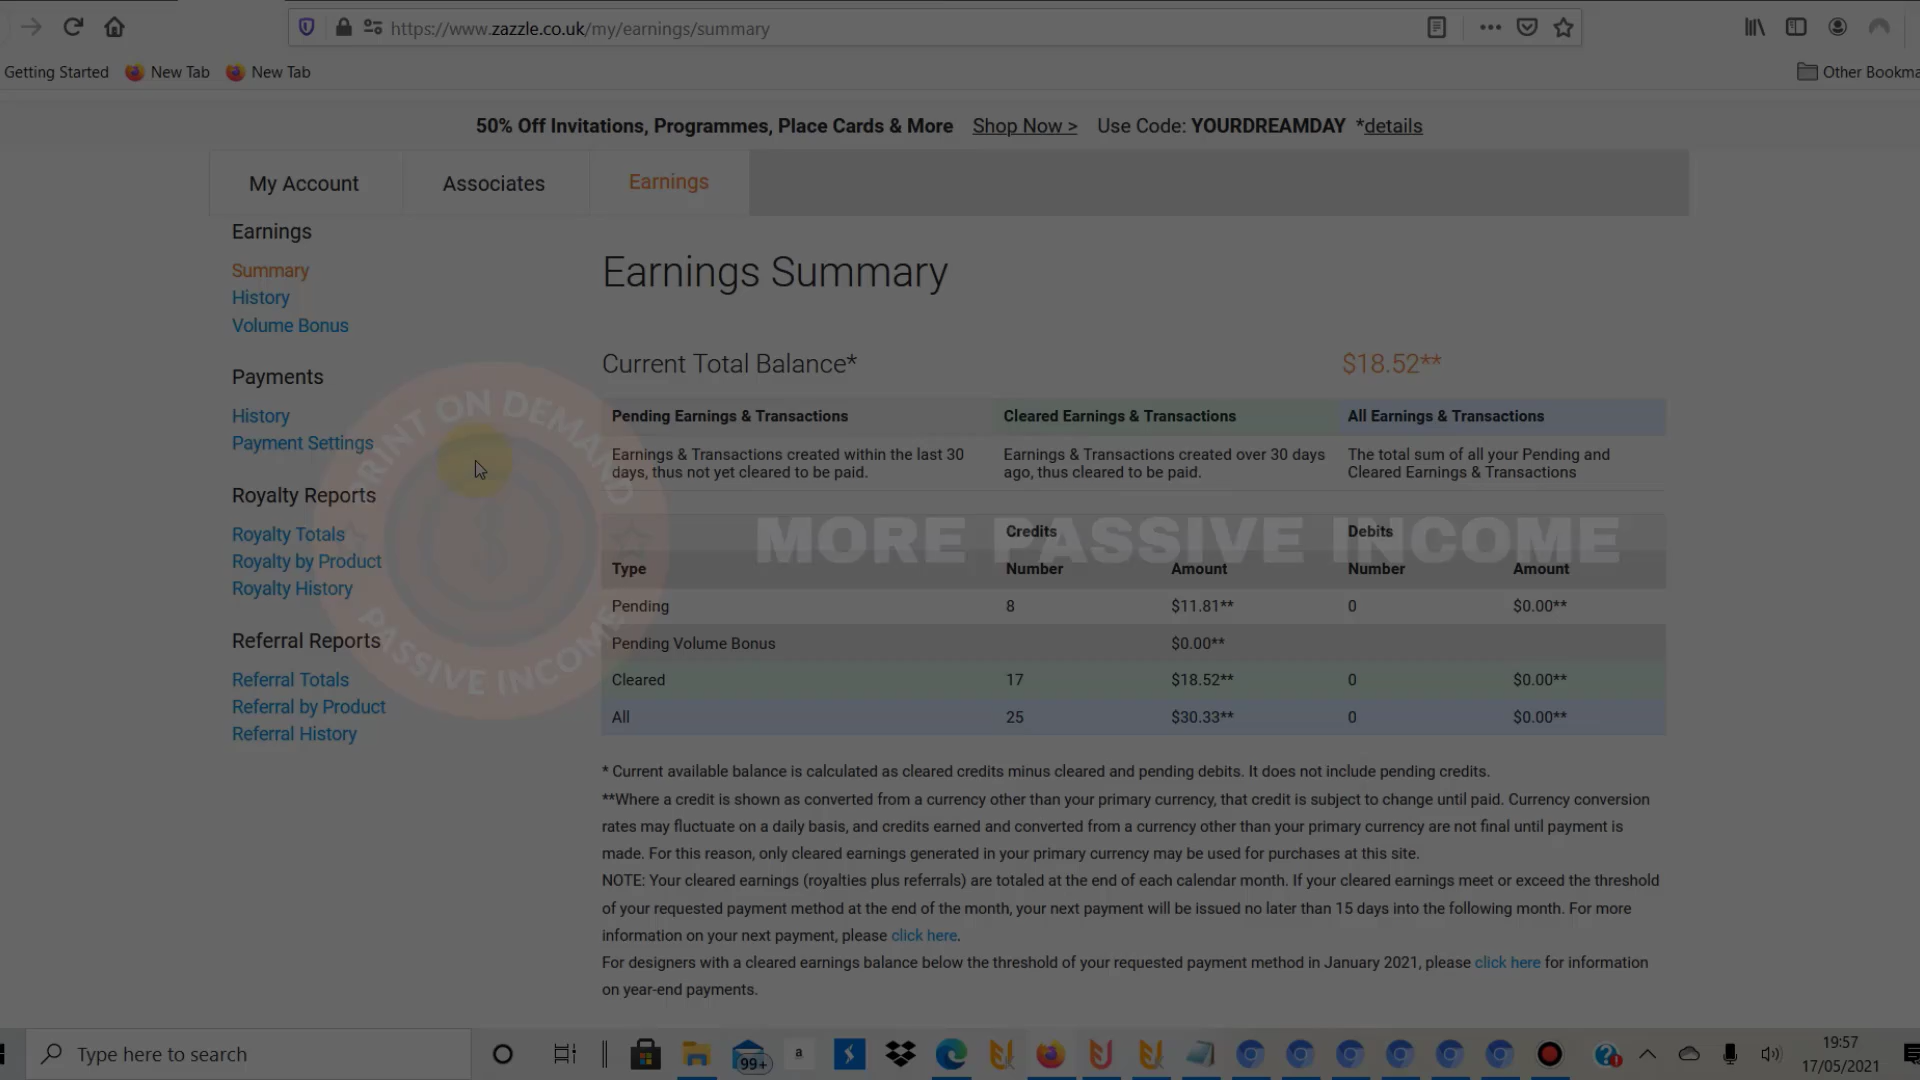 https://www.zazzle.co.uk/my/earnings/summary
Getting Started
New Tab
New Tab
Other Bookma
50% Off Invitations, Programmes, Place Cards & More Shop Now > Use Code: YOURDREAMDAY *details
My Account
Associates
Earnings
Earnings
Summary
History
Volume Bonus
Payments
History
Payment Settings
Royalty Reports
Royalty Totals
Royalty by Product
Royalty History
Referral Reports
Referral Totals
Referral by Product
Referral History
PRINT ON DEMAND
PASSIVE INCOME
MORE PASSIVE INCOME
Earnings Summary
Current Total Balance* $18.52**
Pending Earnings & Transactions Cleared Earnings & Transactions All Earnings & Transactions
Earnings & Transactions created within the last 30 Earnings & Transactions created over 30 days The total sum of all your Pending and
days, thus not yet cleared to be paid. ago, thus cleared to be paid. Cleared Earnings & Transactions
Credits Debits
Type Number Amount Number Amount
Pending 8 $11.81** 0 $0.00**
Pending Volume Bonus $0.00**
Cleared 17 $18.52** 0 $0.00**
All 25 $30.33** 0 $0.00**
* Current available balance is calculated as cleared credits minus cleared and pending debits. It does not include pending credits.
**Where a credit is shown as converted from a currency other than your primary currency, that credit is subject to change until paid. Currency conversion
rates may fluctuate on a daily basis, and credits earned and converted from a currency other than your primary currency are not final until payment is
made. For this reason, only cleared earnings generated in your primary currency may be used for purchases at this site.
NOTE: Your cleared earnings (royalties plus referrals) are totaled at the end of each calendar month. If your cleared earnings meet or exceed the threshold
of your requested payment method at the end of the month, your next payment will be issued no later than 15 days into the following month. For more
information on your next payment, please click here.
For designers with a cleared earnings balance below the threshold of your requested payment method in January 2021, please click here for information
on year-end payments.
Type here to search
99+
a
19:57
17/05/2021